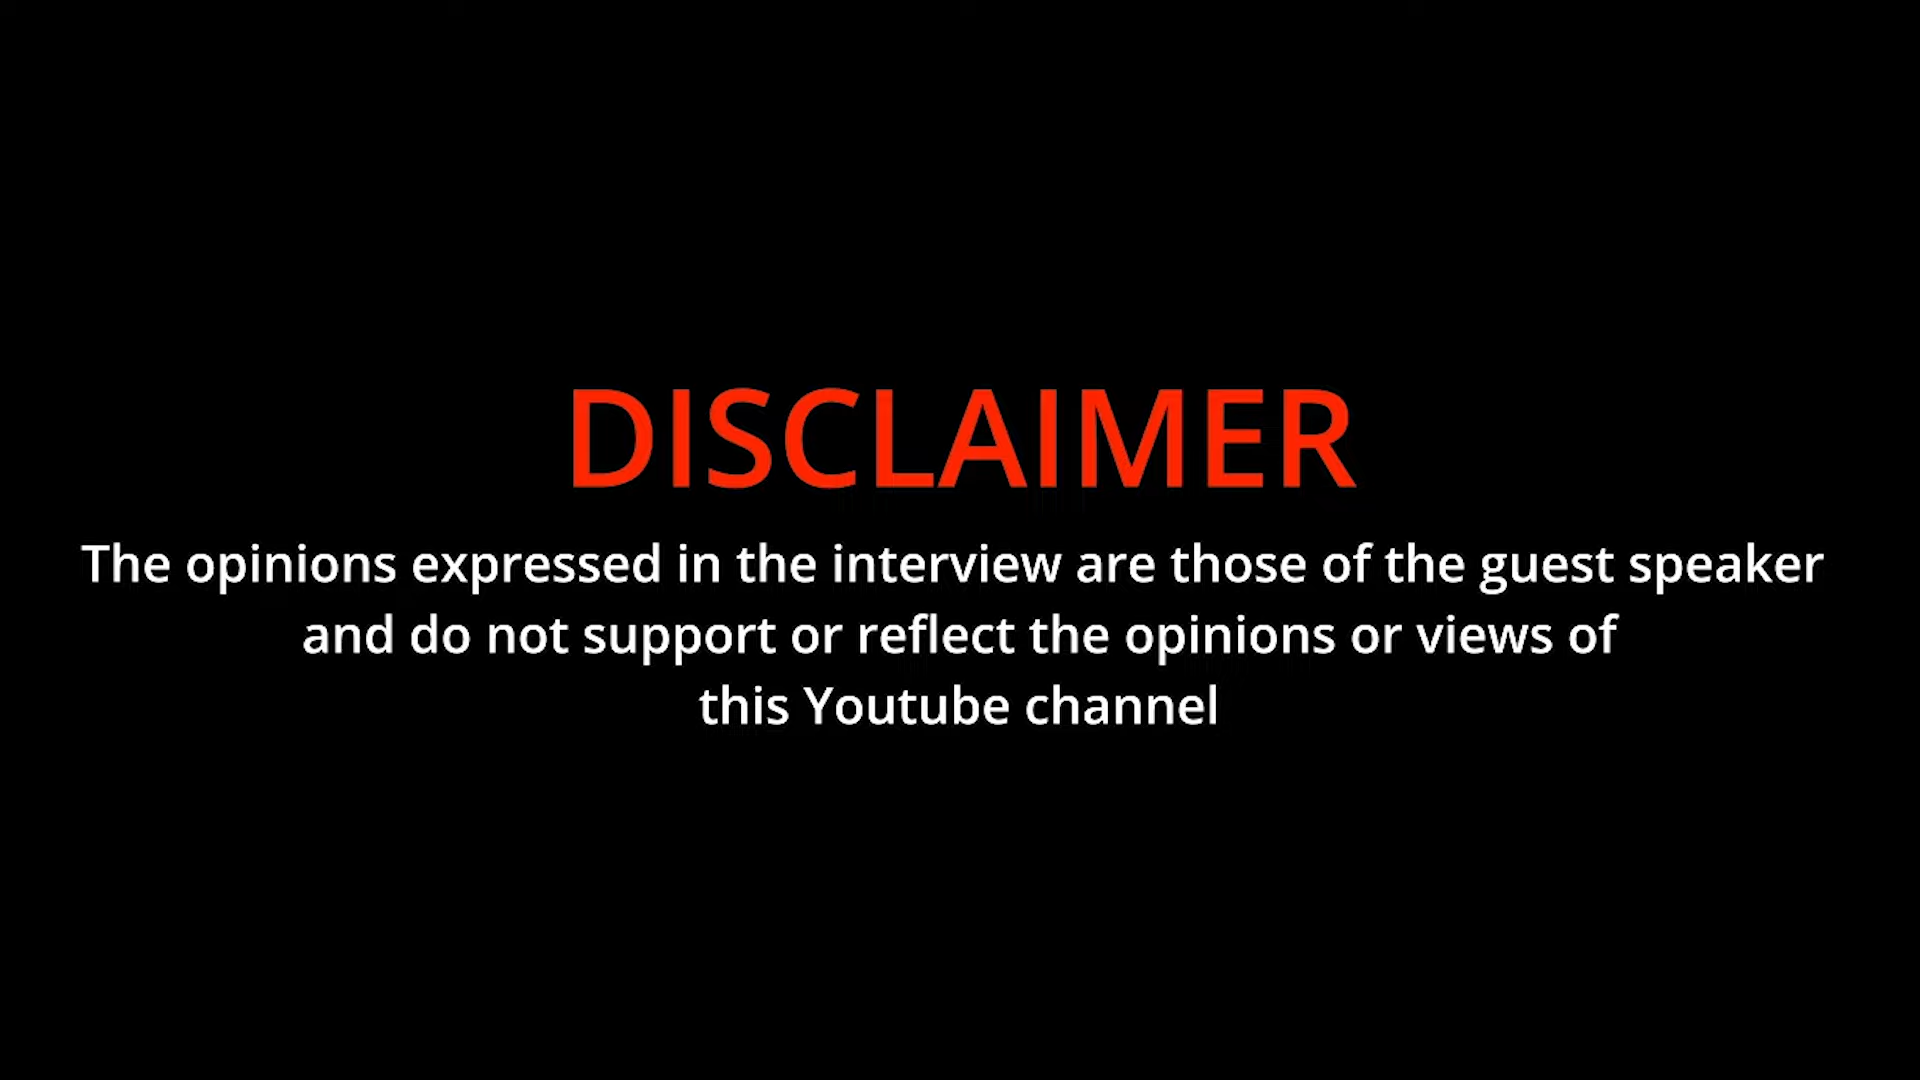 DISCLAIMER
The opinions expressed in the interview are those of the guest speaker
and do not support or reflect the opinions or views of
this Youtube channel